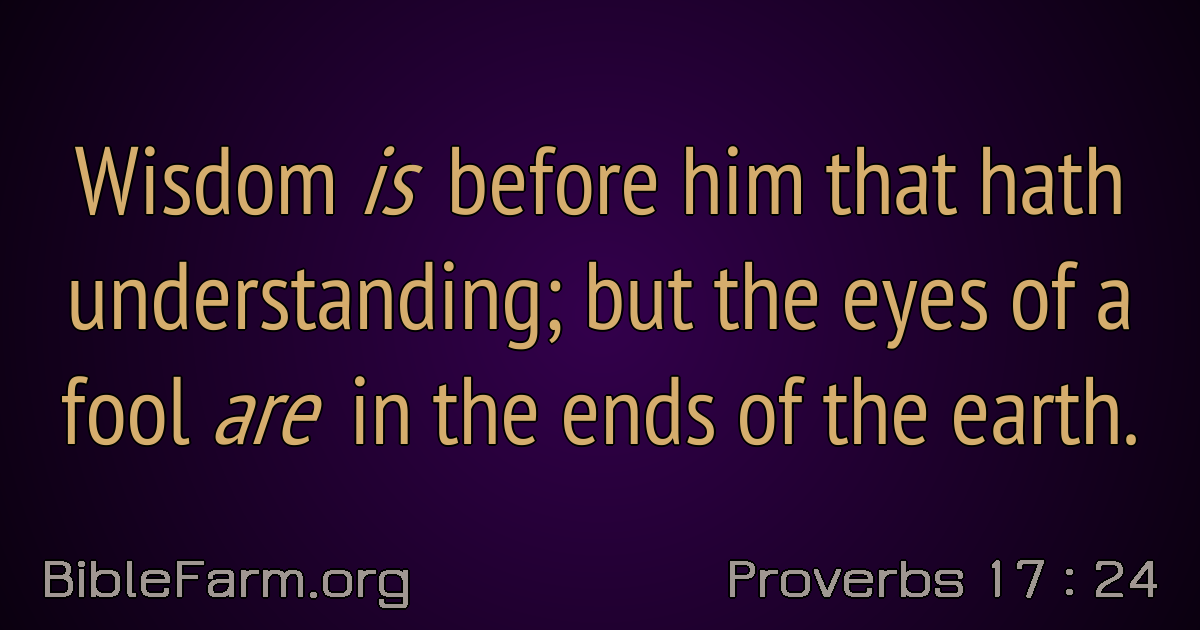 Wisdom is before him that hath
understanding; but the eyes of a
fool are in the ends of the earth.
BibleFarm.org
Proverbs 17 : 24